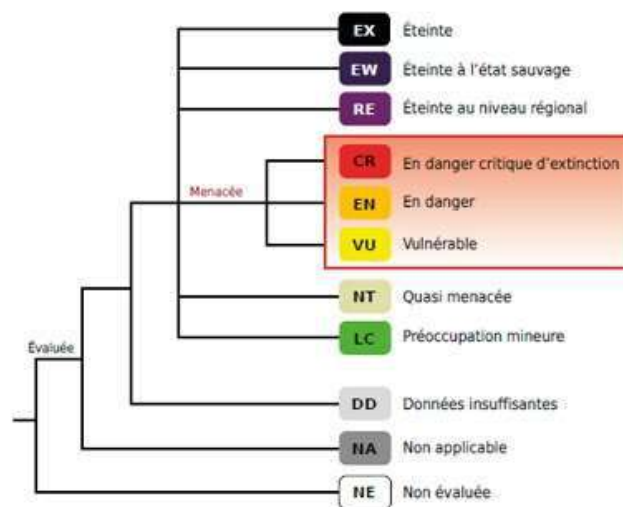 EX Éteinte
EW Éteinte à l'état sauvage
RE Éteinte au niveau régional
CR En danger critique d'extinction
Menacée
EN En danger
VU Vulnérable
NT Quasi menacée
LC Préoccupation mineure
Évaluée
DD Données insuffisantes
NA Non applicable
NE Non évaluée